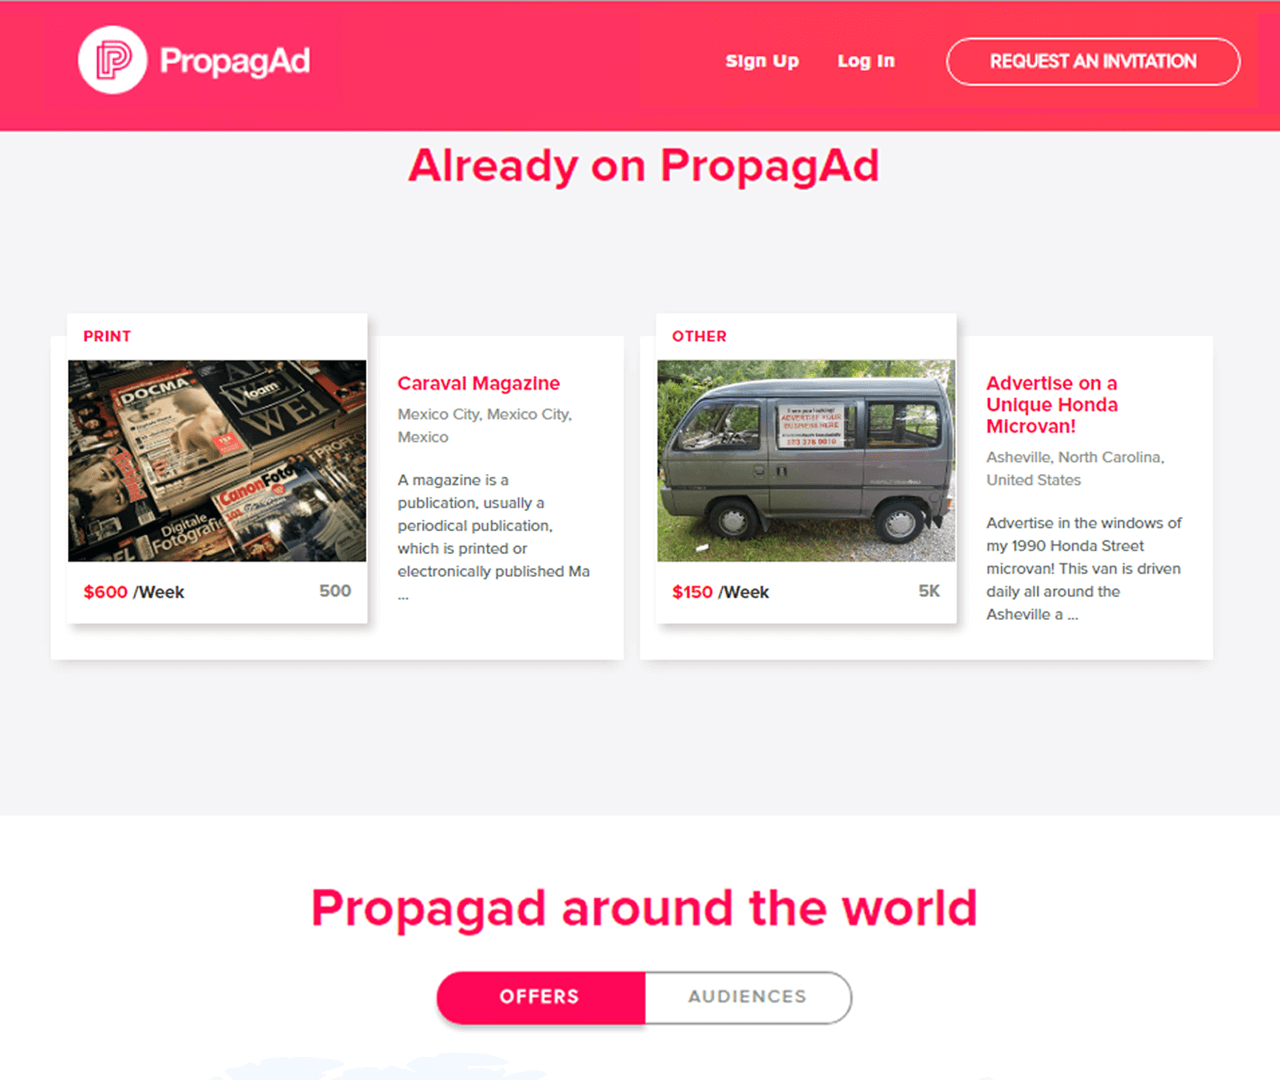 PropagAd
Sign Up
Log In
REQUEST AN INVITATION
Already on PropagAd
PRINT
DOCMA
Yoam
WEI
CanonFoto
Digitale
Fotografie
$600 /Week
500
Caraval Magazine
Mexico City, Mexico City,
Mexico
A magazine is a
publication, usually a
periodical publication,
which is printed or
electronically published Ma
...
OTHER
ADVERTISE YOUR
BUSINESS HERE
$150 /Week
5K
Advertise on a
Unique Honda
Microvan!
Asheville, North Carolina,
United States
Advertise in the windows of
my 1990 Honda Street
microvan! This van is driven
daily all around the
Asheville a ...
Propagad around the world
OFFERS
AUDIENCES